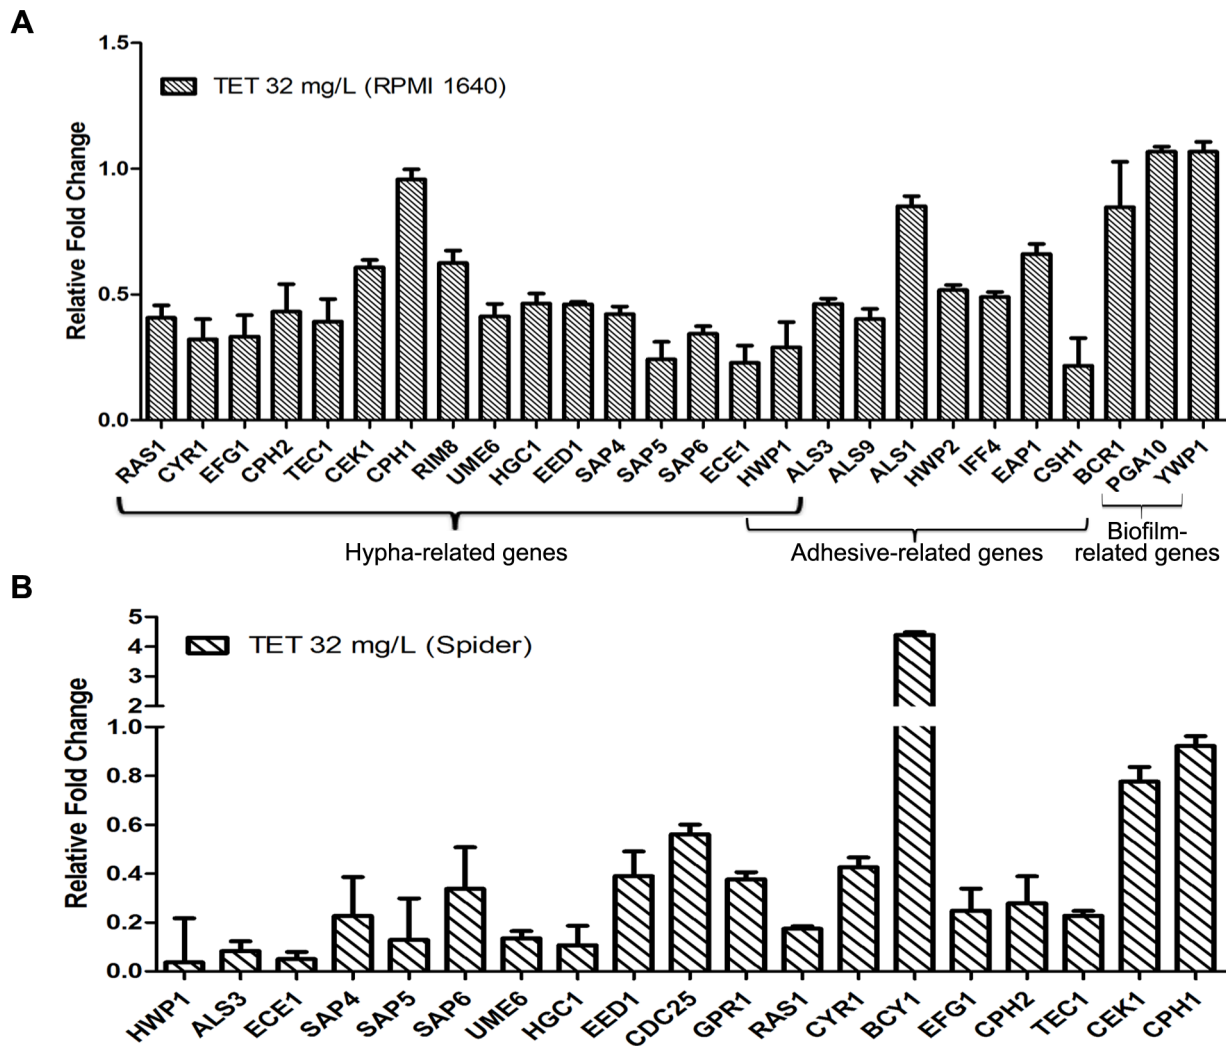 A
1.5
TET 32 mg/L (RPMI 1640)
1.0
Relative Fold Change
0.5
0.0
RAS1 CYR1 EFG1 CPH2 TEC1 CEK1 CPH1 RIM8 UME6 HGC1 EED1 SAP4 SAP5 SAP6 ECE1 HWP1 ALS3 ALS9 ALS1 HWP2 IFF4 EAP1 CSH1 BCR1 PGA10 YWP1
Hypha-related genes
Adhesive-related genes
Biofilm-
related genes
B
5
TET 32 mg/L (Spider)
4
3
2
1.0
Relative Fold Change
0.8
0.6
0.4
0.2
0.0
HWP1 ALS3 ECE1 SAP4 SAP5 SAP6 UME6 HGC1 EED1 CDC25 GPR1 RAS1 CYR1 BCY1 EFG1 CPH2 TEC1 CEK1 CPH1